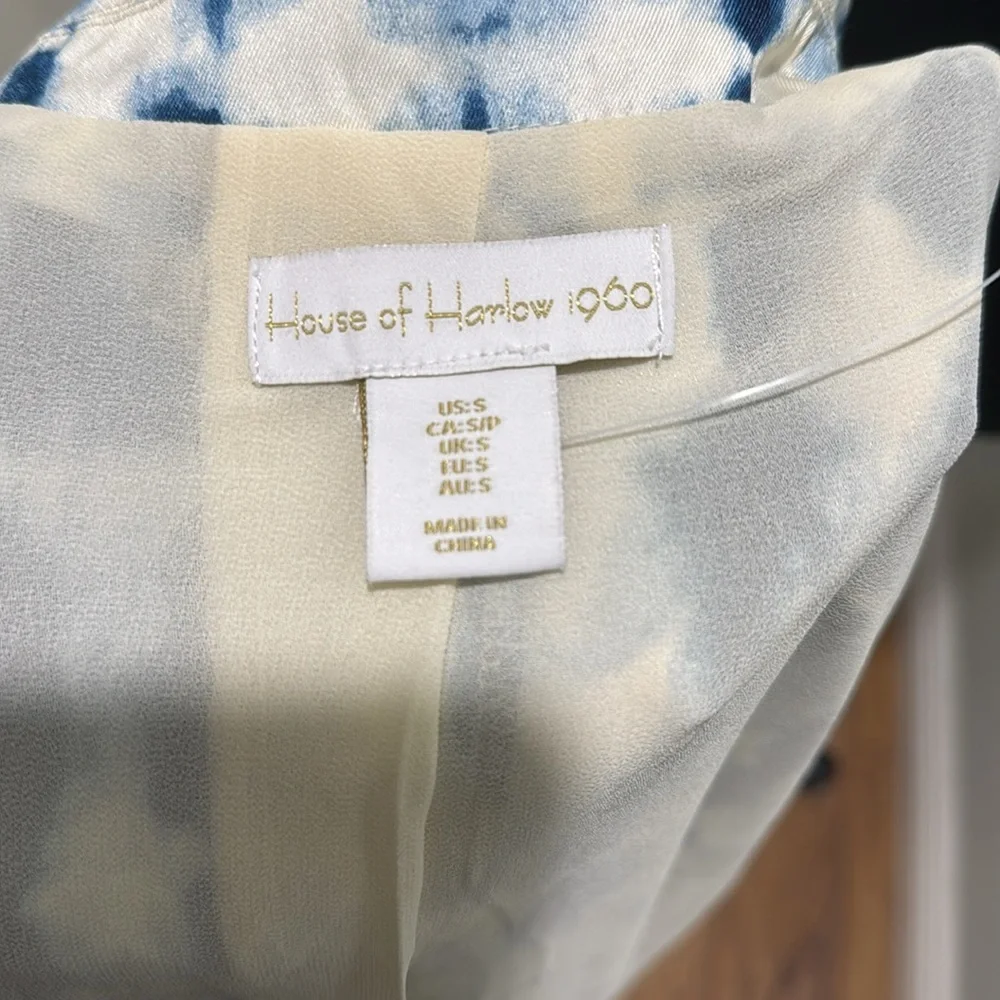 House of Harlow 1960
US:S
CA:S/P
UK:S
EU:S
AU:S
MADE IN
CHINA